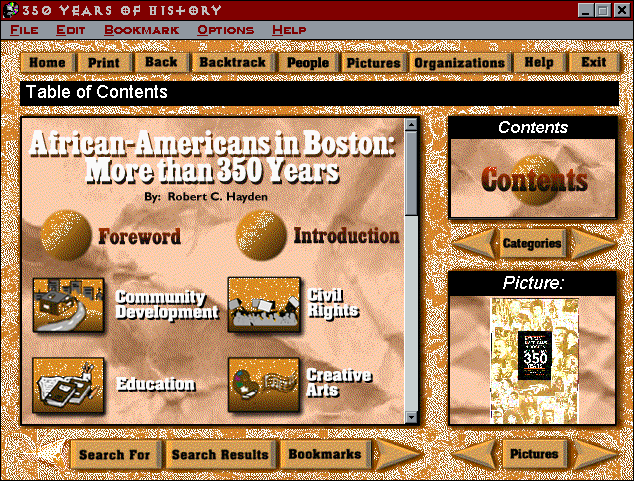 350 YEARS OF HISTORY
File Edit Bookmark Options Help
Home Print Back Backtrack People Pictures Organizations Help Exit
Table of Contents
African-Americans in Boston:
More than 350 Years
By: Robert C. Hayden
Foreword
Introduction
Community
Development
Civil
Rights
Education
Creative
Arts
Contents
Contents
Categories
Picture:
350
YEARS
Pictures
Search For Search Results Bookmarks